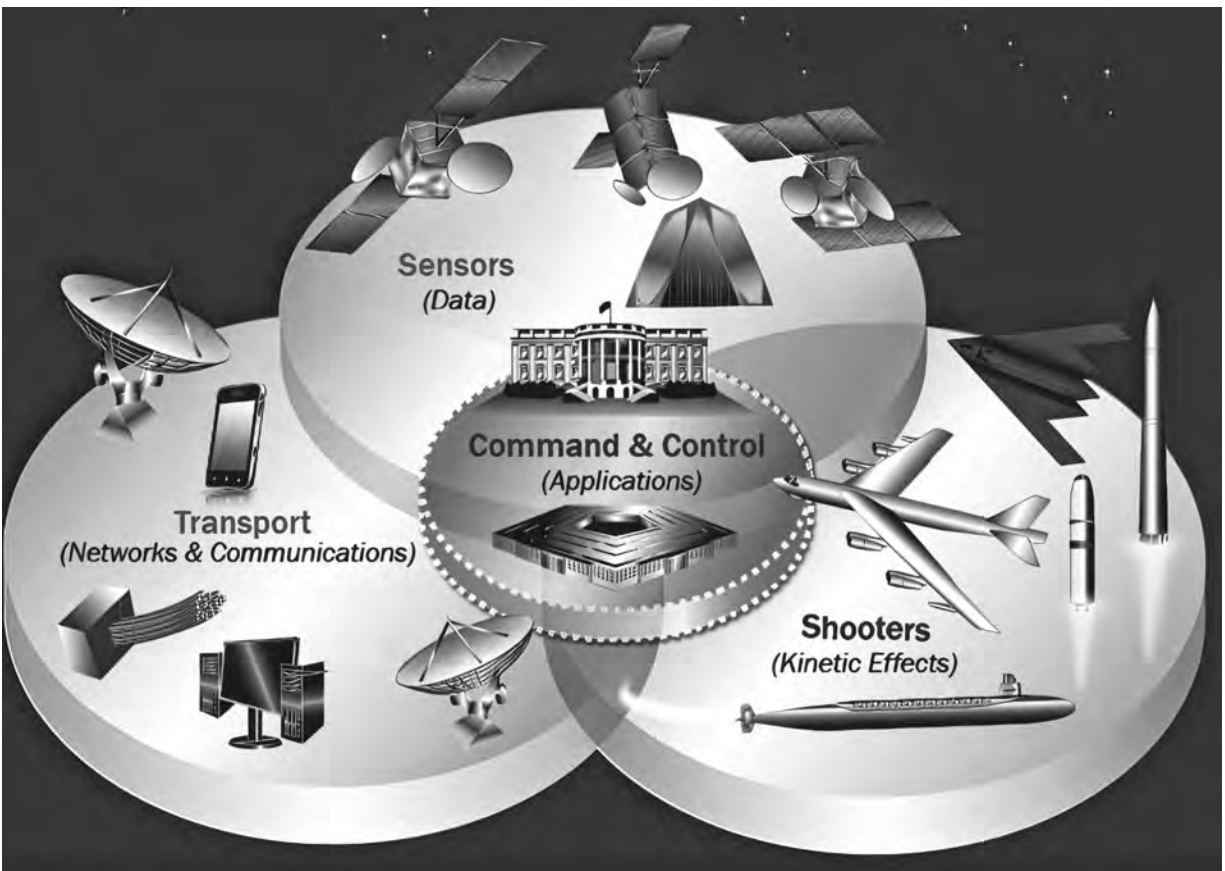 Sensors
(Data)
Command & Control
(Applications)
Transport
(Networks & Communications)
Shooters
(Kinetic Effects)